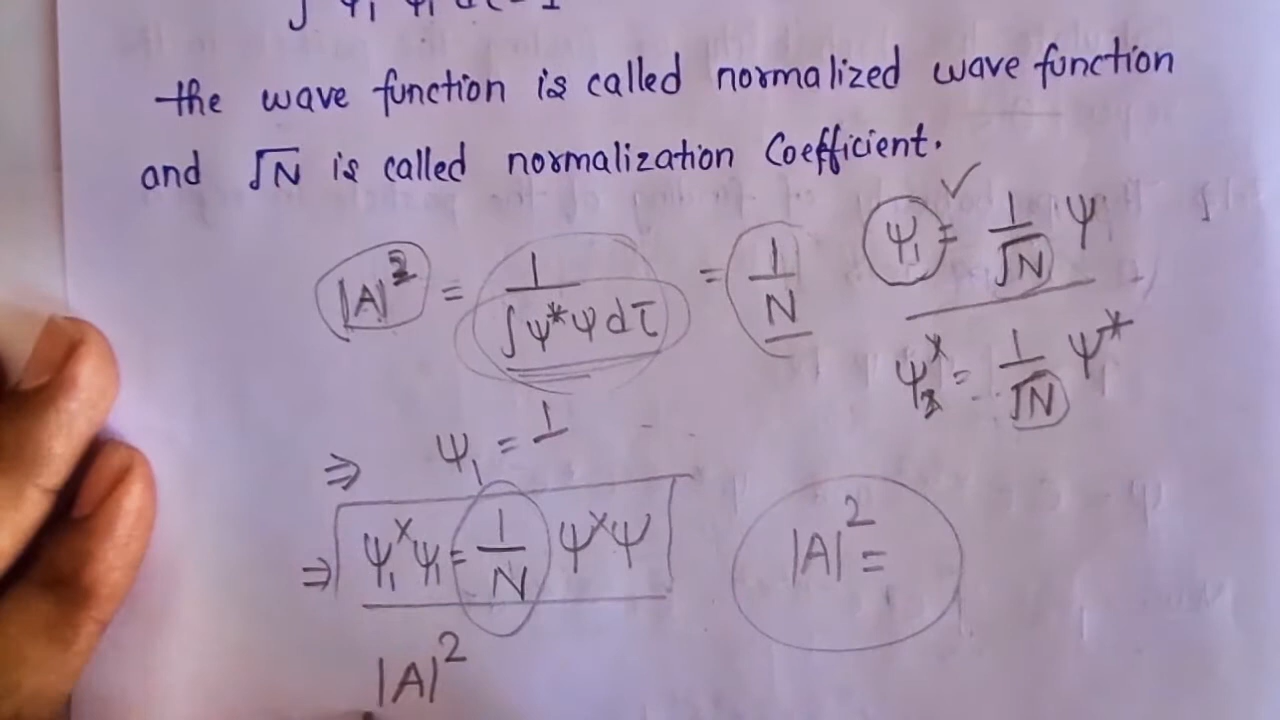 the wave function is called normalized wave function
and √N is called normalization Coefficient.
|A|² = 1/∫ψ*ψdτ = 1/N
ψ₁ = 1/√N ψ
ψ* = 1/√N ψ*
⇒ ψ₁ = 1
⇒ ψ₁*ψ₁ = 1/N ψ*ψ
|A|² =
|A|²